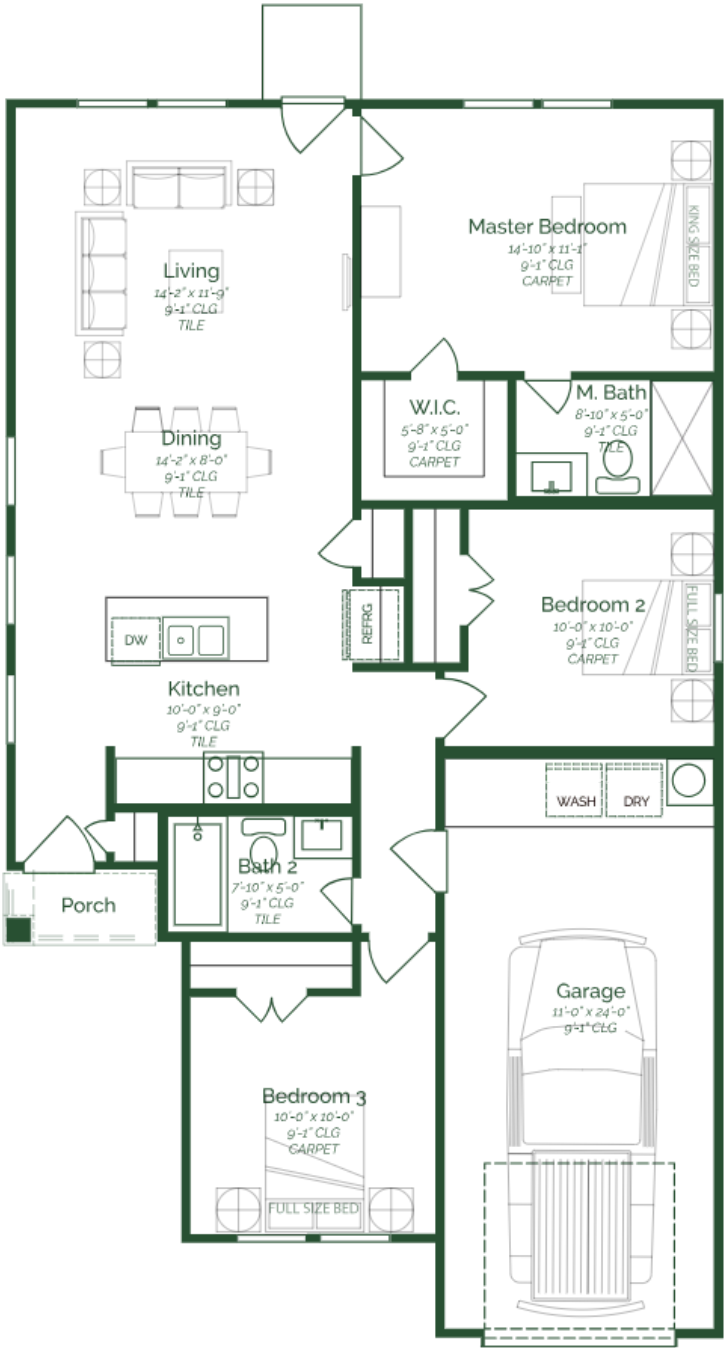 Master Bedroom
14'-10" x 11'-1"
9'-1" CLG
CARPET
KING SIZE BED
Living
14'-2" x 11'-9"
9'-1" CLG
TILE
W.I.C.
5'-8" x 5'-0"
9'-1" CLG
CARPET
M. Bath
8'-10" x 5'-0"
9'-1" CLG
TILE
Dining
14'-2" x 8'-0"
9'-1" CLG
TILE
Bedroom 2
10'-0" x 10'-0"
9'-1" CLG
CARPET
FULL SIZE BED
REFRG
DW
Kitchen
10'-0" x 9'-0"
9'-1" CLG
TILE
WASH
DRY
Bath 2
7'-10" x 5'-0"
9'-1" CLG
TILE
Porch
Garage
11'-0" x 24'-0"
9'-1" CLG
Bedroom 3
10'-0" x 10'-0"
9'-1" CLG
CARPET
FULL SIZE BED